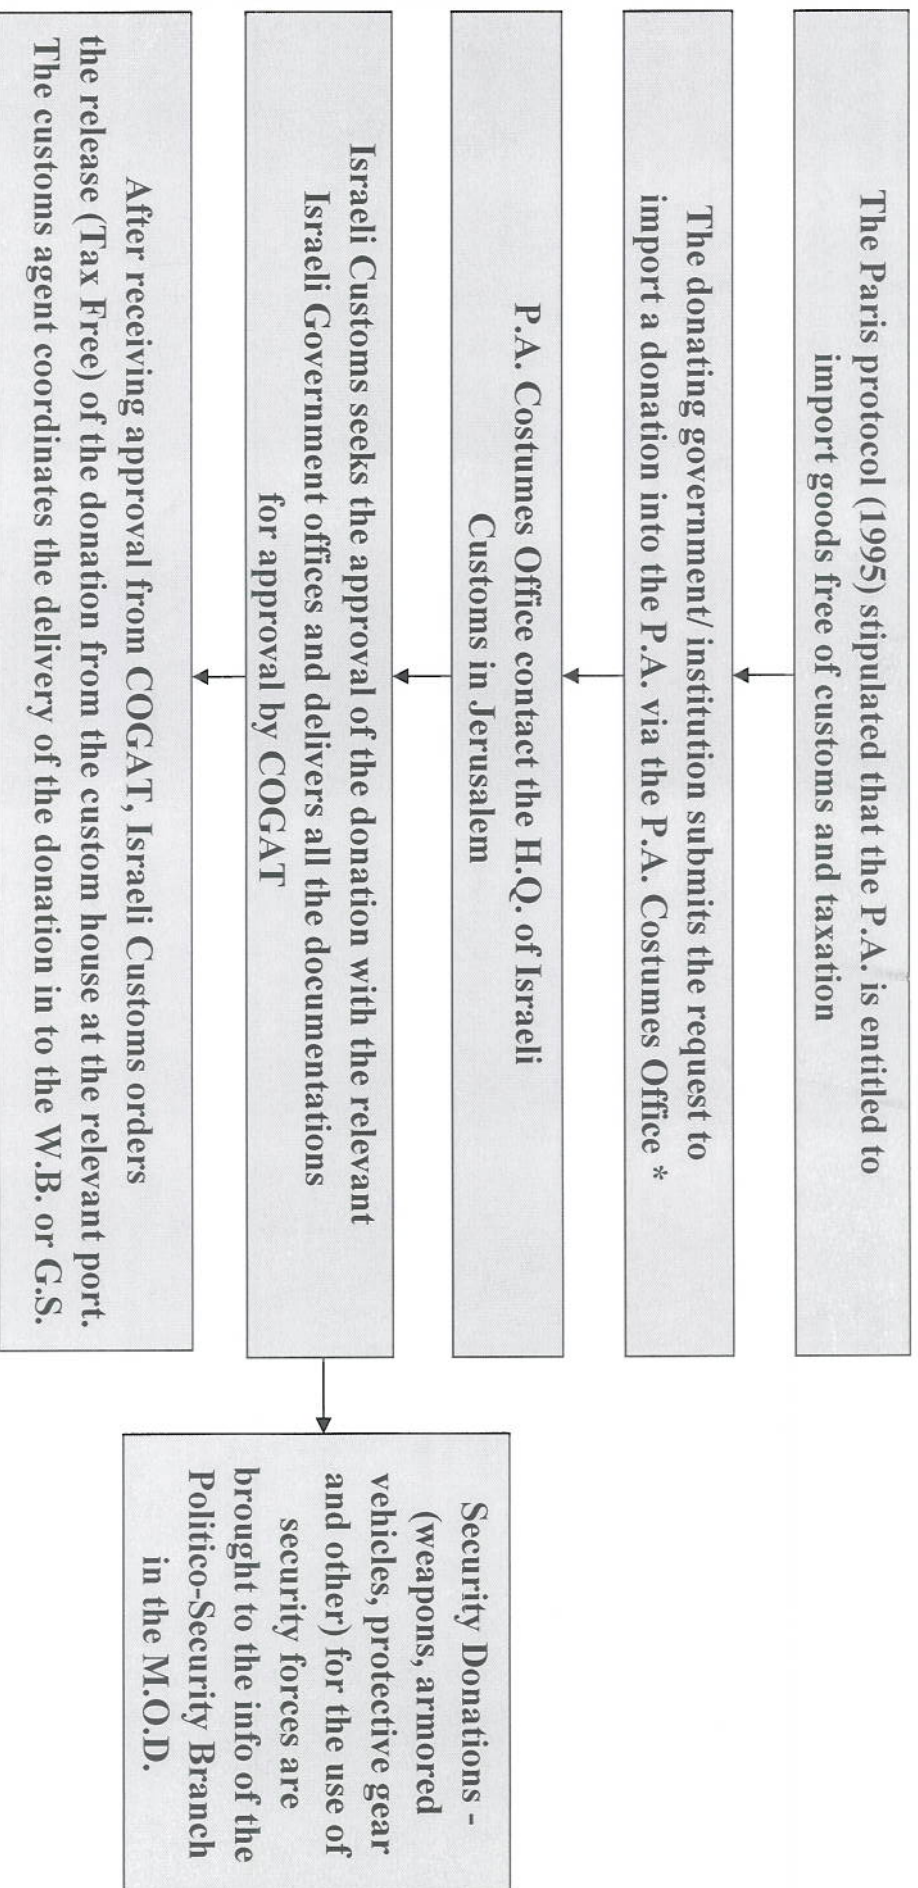 The Paris protocol (1995) stipulated that the P.A. is entitled to
import goods free of customs and taxation
The donating government/ institution submits the request to
import a donation into the P.A. via the P.A. Costumes Office *
P.A. Costumes Office contact the H.Q. of Israeli
Customs in Jerusalem
Israeli Customs seeks the approval of the donation with the relevant
Israeli Government offices and delivers all the documentations
for approval by COGAT
After receiving approval from COGAT, Israeli Customs orders
the release (Tax Free) of the donation from the custom house at the relevant port.
The customs agent coordinates the delivery of the donation in to the W.B. or G.S.
Security Donations -
(weapons, armored
vehicles, protective gear
and other) for the use of
security forces are
brought to the info of the
Politico-Security Branch
in the M.O.D.